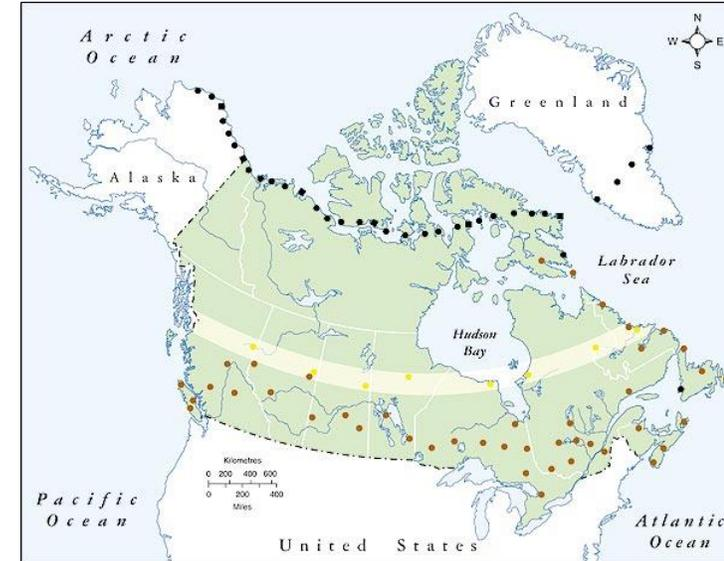 Arctic
Ocean
N
W E
S
Greenland
Alaska
Labrador
Sea
Hudson
Bay
Kilometres
0 200 400 600
0 200 400
Miles
Pacific
Ocean
Atlantic
Ocean
United States